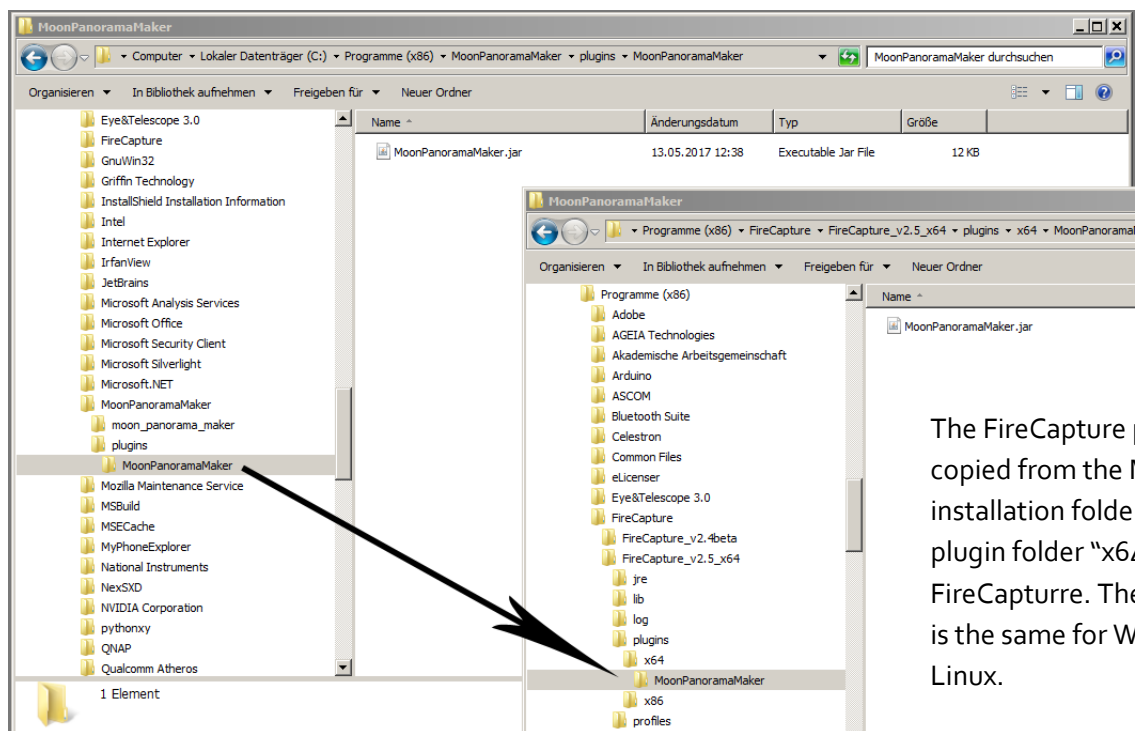 MoonPanoramaMaker
Computer Lokaler Datenträger (C:) Programme (x86) MoonPanoramaMaker plugins MoonPanoramaMaker
MoonPanoramaMaker durchsuchen
Organisieren In Bibliothek aufnehmen Freigeben für Neuer Ordner
Eye&Telescope 3.0
FireCapture
GnuWin32
Griffin Technology
InstallShield Installation Information
Intel
Internet Explorer
IrfanView
JetBrains
Microsoft Analysis Services
Microsoft Office
Microsoft Security Client
Microsoft Silverlight
Microsoft.NET
MoonPanoramaMaker
moon_panorama_maker
plugins
MoonPanoramaMaker
Mozilla Maintenance Service
MSBuild
MSECache
MyPhoneExplorer
National Instruments
NexSXD
NVIDIA Corporation
pythonxy
QNAP
Qualcomm Atheros
1 Element
Name Änderungsdatum Typ Größe
MoonPanoramaMaker.jar 13.05.2017 12:38 Executable Jar File 12 KB
MoonPanoramaMaker
Programme (x86) FireCapture FireCapture_v2.5_x64 plugins x64 MoonPanorama
Organisieren In Bibliothek aufnehmen Freigeben für Neuer Ordner
Programme (x86)
Adobe
AGEIA Technologies
Akademische Arbeitsgemeinschaft
Arduino
ASCOM
Bluetooth Suite
Celestron
Common Files
eLicenser
Eye&Telescope 3.0
FireCapture
FireCapture_v2.4beta
FireCapture_v2.5_x64
jre
lib
log
plugins
x64
MoonPanoramaMaker
x86
profiles
Name
MoonPanoramaMaker.jar
The FireCapture p
copied from the
installation folde
plugin folder “x64
FireCapturre. The
is the same for W
Linux.